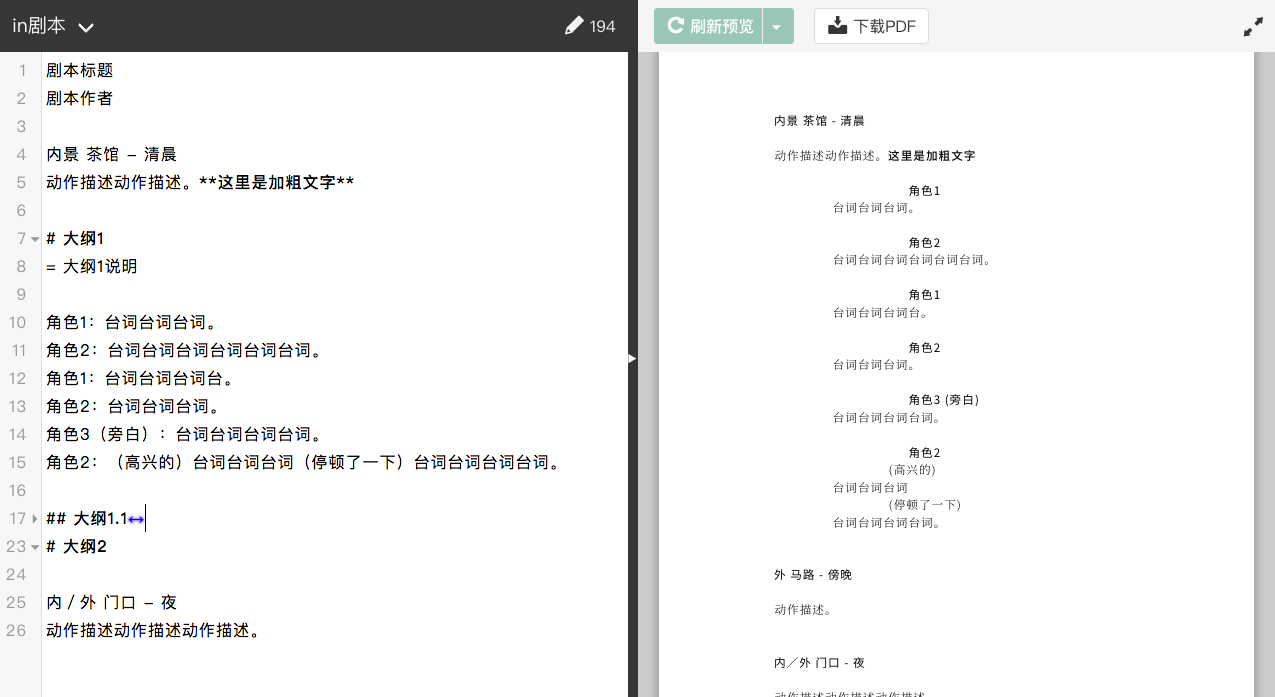 in剧本
194
1 剧本标题
2 剧本作者
3
4 内景 茶馆 - 清晨
5 动作描述动作描述。**这里是加粗文字**
6
7 # 大纲1
8 = 大纲1说明
9
10 角色1：台词台词台词。
11 角色2：台词台词台词台词台词台词。
12 角色1：台词台词台词台。
13 角色2：台词台词台词。
14 角色3（旁白）：台词台词台词台词。
15 角色2：（高兴的）台词台词台词（停顿了一下）台词台词台词台词。
16
17 ## 大纲1.1
23 # 大纲2
24
25 内／外 门口 - 夜
26 动作描述动作描述动作描述。
刷新预览
下载PDF
内景 茶馆 - 清晨
动作描述动作描述。这里是加粗文字
角色1
台词台词台词。
角色2
台词台词台词台词台词台词。
角色1
台词台词台词台。
角色2
台词台词台词。
角色3 (旁白)
台词台词台词台词。
角色2
(高兴的)
台词台词台词
(停顿了一下)
台词台词台词台词。
外 马路 - 傍晚
动作描述。
内／外 门口 - 夜
动作描述动作描述动作描述